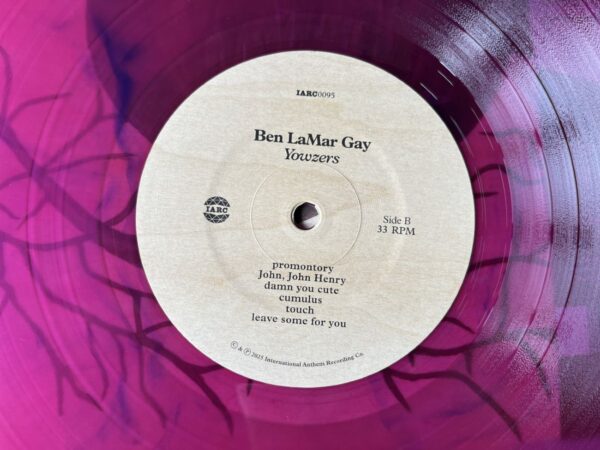 IARC0095
Ben LaMar Gay
Yowzers
IARC
Side B
33 RPM
promontory
John, John Henry
damn you cute
cumulus
touch
leave some for you
© & ℗ 2025 International Anthem Recording Co.